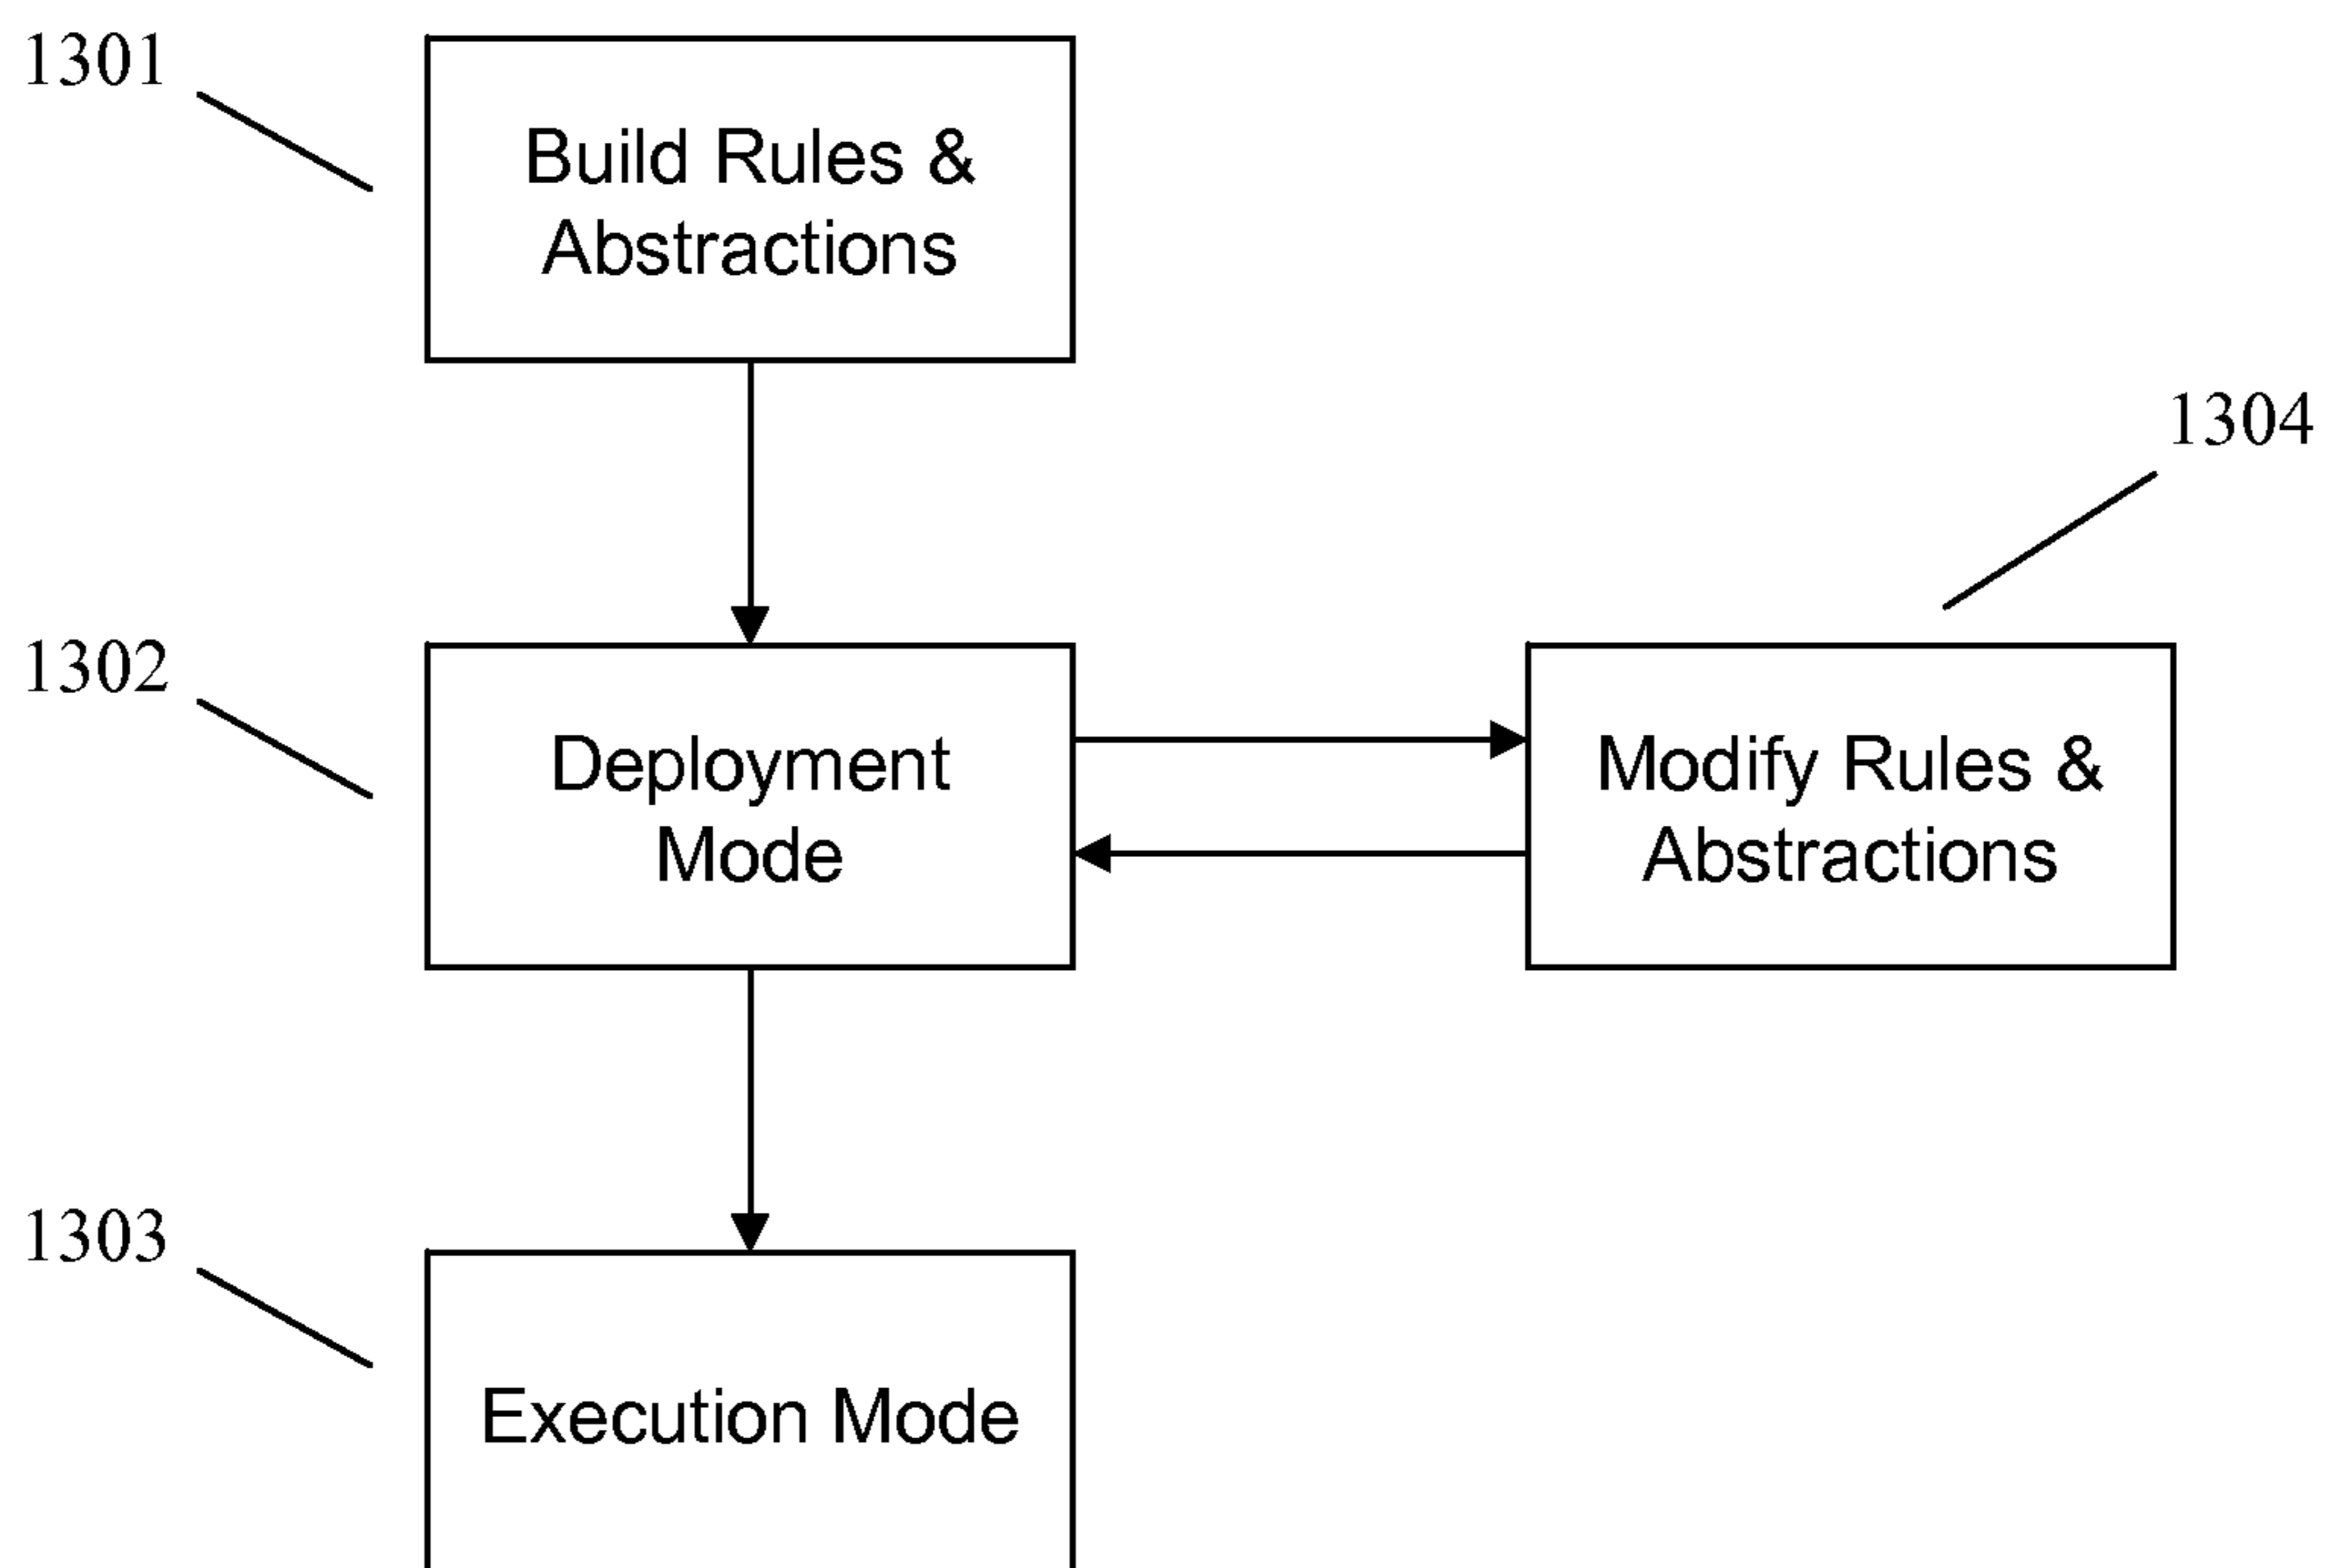 1301
Build Rules &
Abstractions
1304
1302
Deployment
Mode
Modify Rules &
Abstractions
1303
Execution Mode